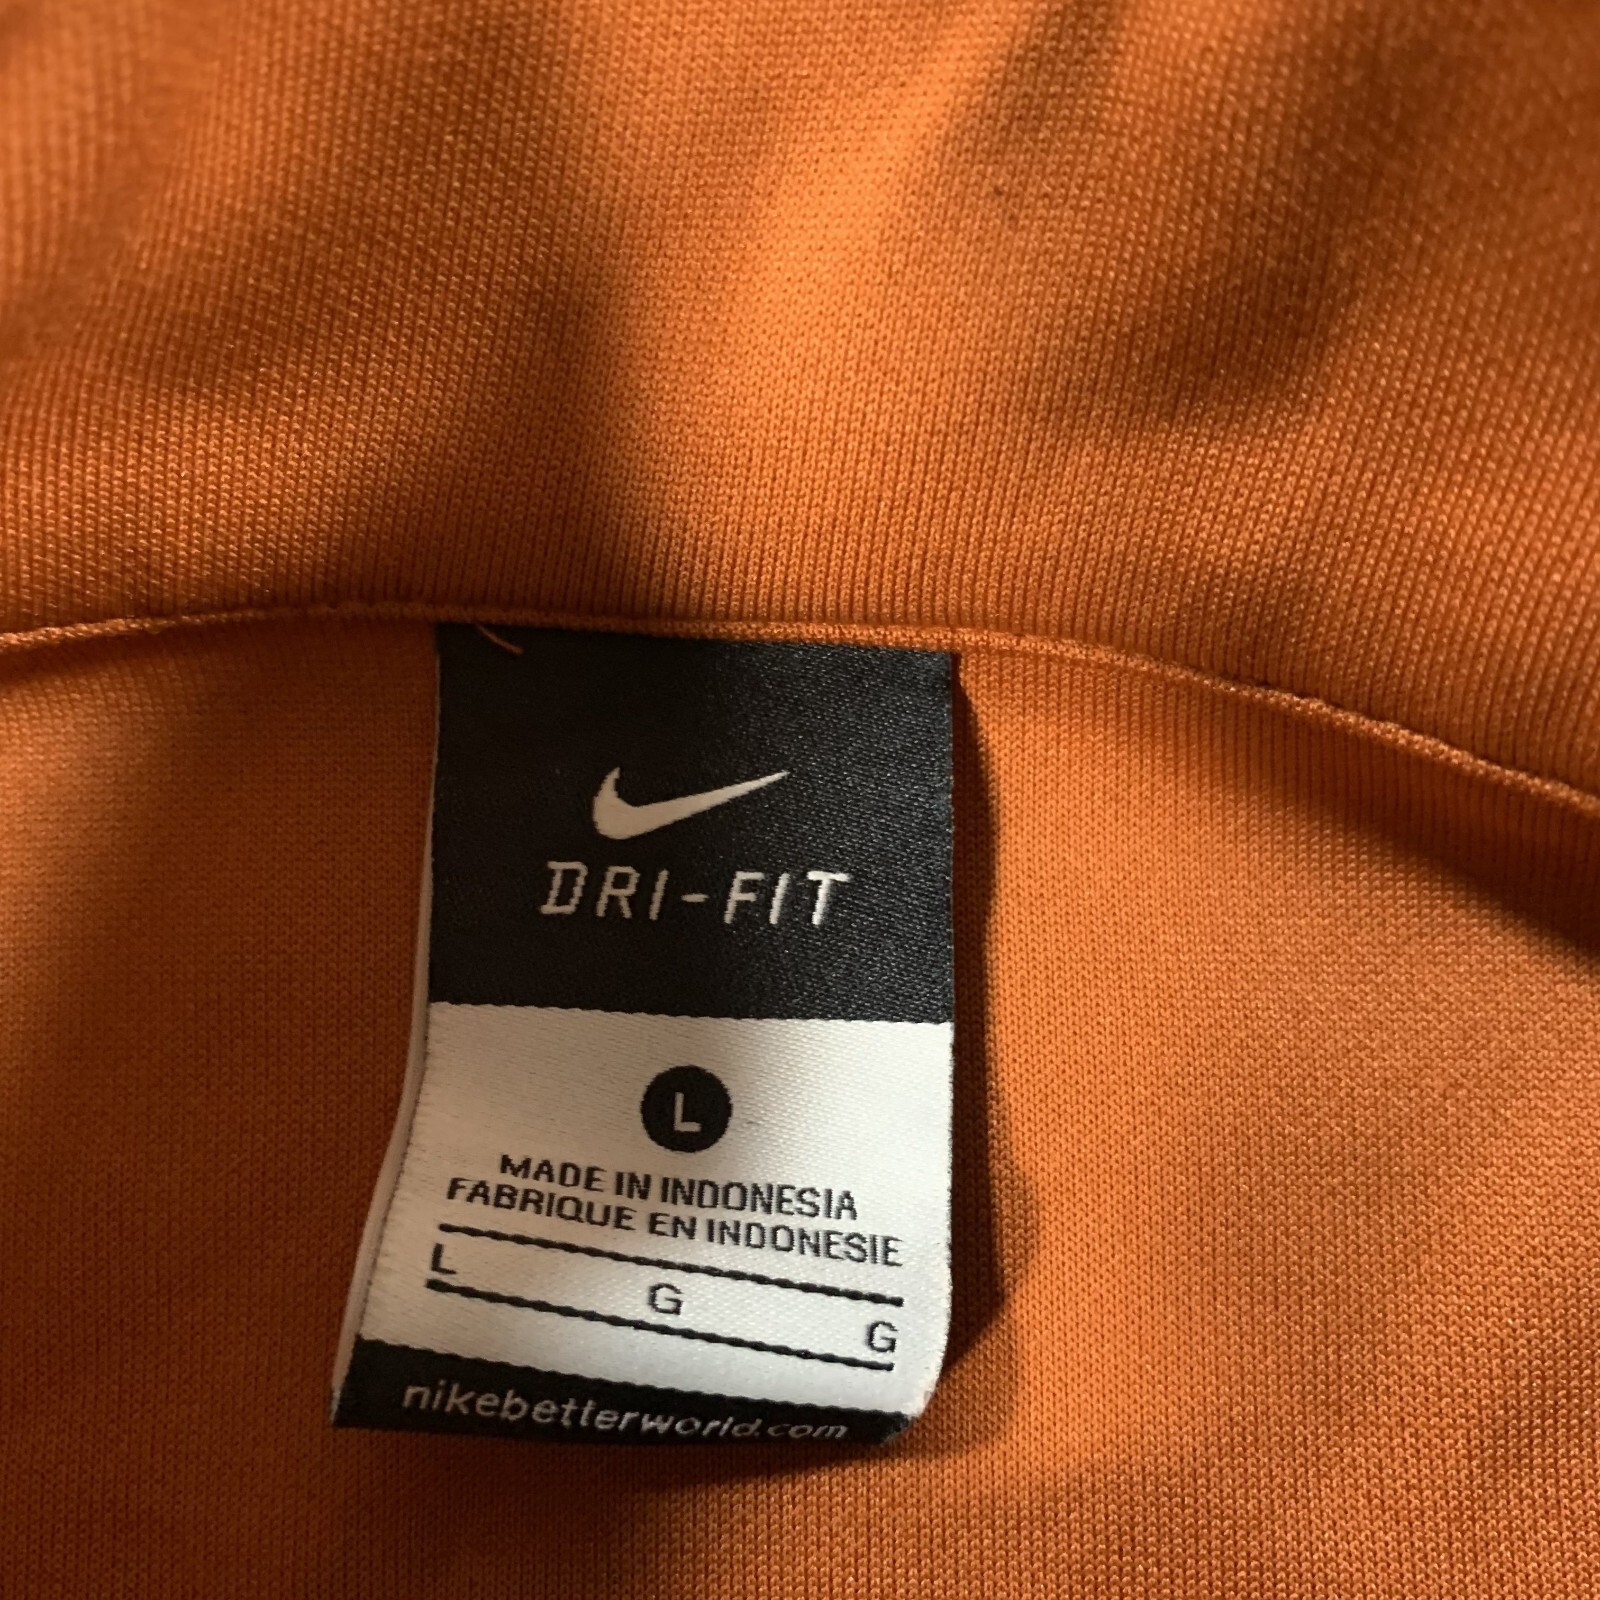 DRI-FIT
L
MADE IN INDONESIA
FABRIQUE EN INDONESIE
L G G
nikebetterworld.com